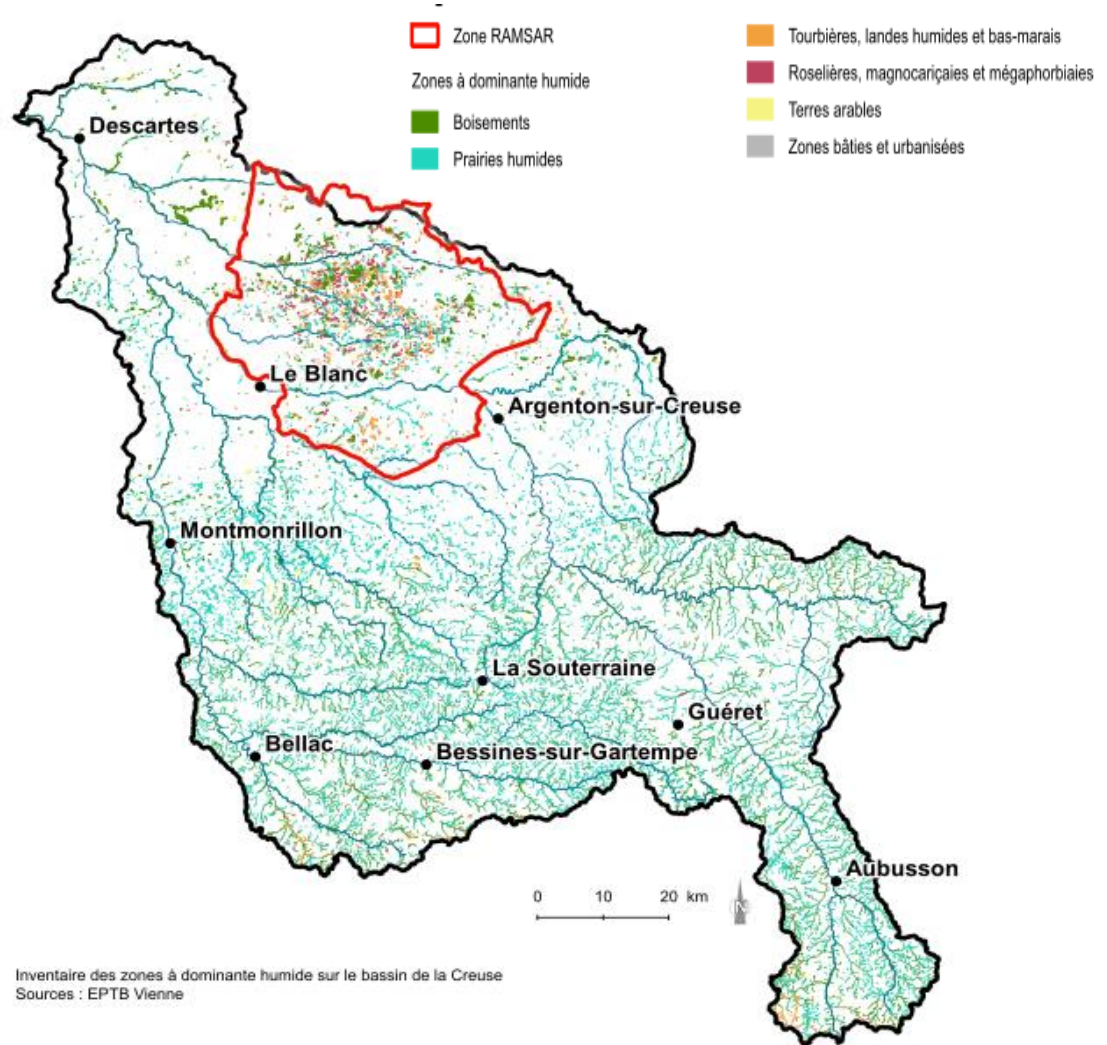 Zone RAMSAR
Zones à dominante humide
Boisements
Prairies humides
Tourbières, landes humides et bas-marais
Roselières, magnocariçaies et mégaphorbiaies
Terres arables
Zones bâties et urbanisées
Descartes
Le Blanc
Argenton-sur-Creuse
Montmonrillon
La Souterraine
Guéret
Bellac
Bessines-sur-Gartempe
Aubusson
0 10 20 km
N
Inventaire des zones à dominante humide sur le bassin de la Creuse
Sources : EPTB Vienne